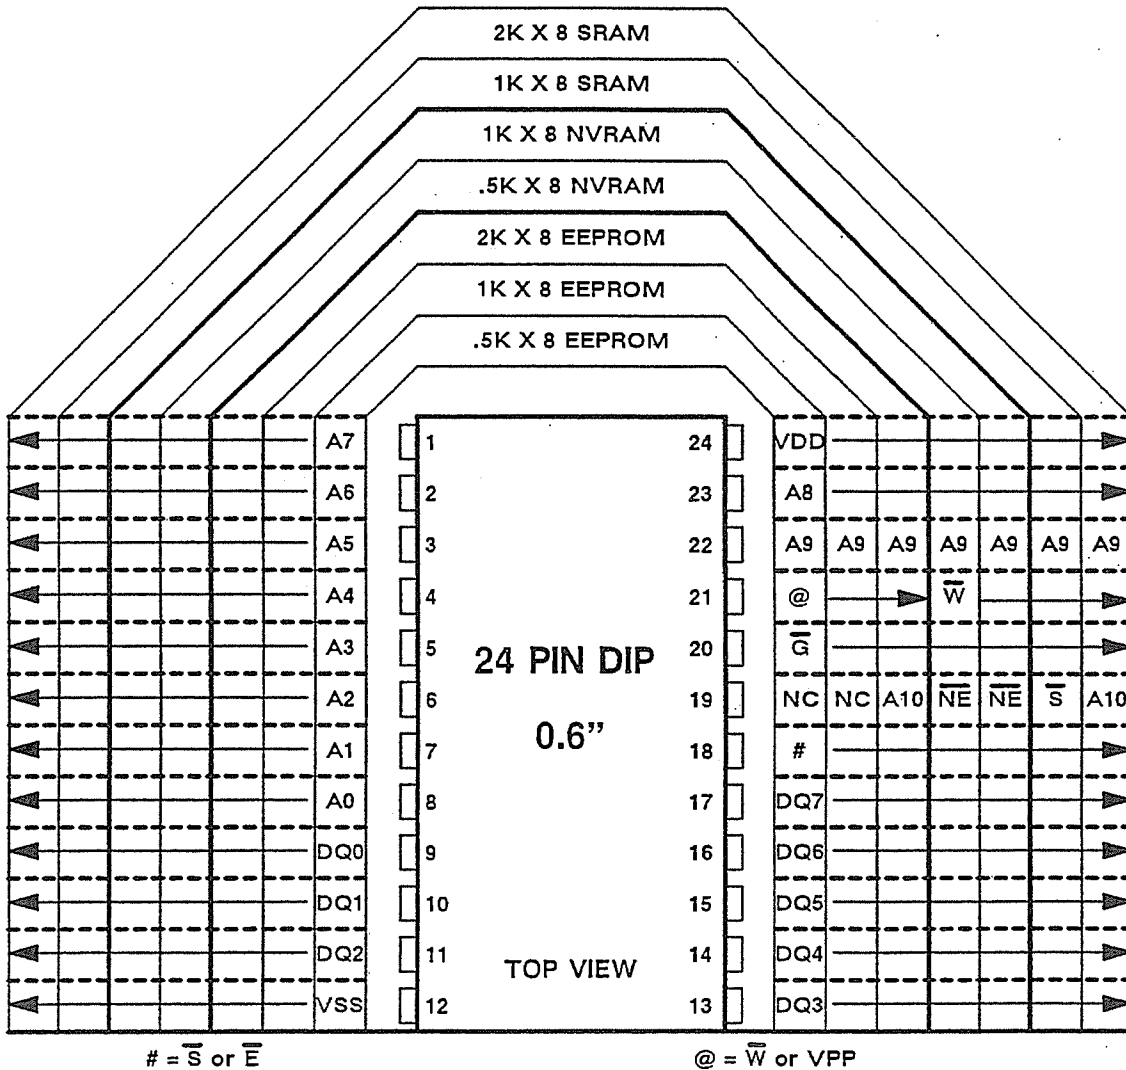 2K X 8 SRAM
1K X 8 SRAM
1K X 8 NVRAM
.5K X 8 NVRAM
2K X 8 EEPROM
1K X 8 EEPROM
.5K X 8 EEPROM
A7 1 24 VDD
A6 2 23 A8
A5 3 22 A9 A9 A9 A9 A9 A9 A9
A4 4 21 @ W̅
A3 5 20 G̅
24 PIN DIP
A2 6 19 NC NC A10 N̅E̅ N̅E̅ S̅ A10
0.6”
A1 7 18 #
A0 8 17 DQ7
DQ0 9 16 DQ6
DQ1 10 15 DQ5
DQ2 11 14 DQ4
TOP VIEW
VSS 12 13 DQ3
# = S̅ or E̅
@ = W̅ or VPP